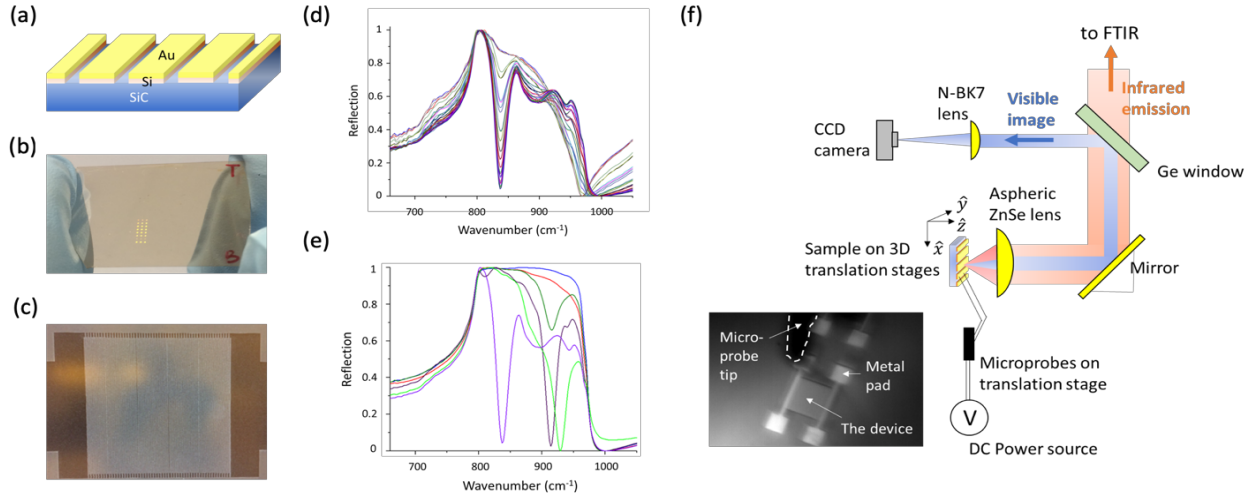 (a)
Au
Si
SiC
(b)
T
B
(c)
(d)
Reflection
1
0.8
0.6
0.4
0.2
0
700
800
900
1000
Wavenumber (cm⁻¹)
(e)
Reflection
1
0.8
0.6
0.4
0.2
0
700
800
900
1000
Wavenumber (cm⁻¹)
(f)
to FTIR
Infrared
emission
N-BK7
lens
Visible
image
CCD
camera
Ge window
Aspheric
ZnSe lens
ŷ
ẑ
x̂
Sample on 3D
translation stages
Mirror
Micro-
probe
tip
Metal
pad
The device
Microprobes on
translation stage
V
DC Power source